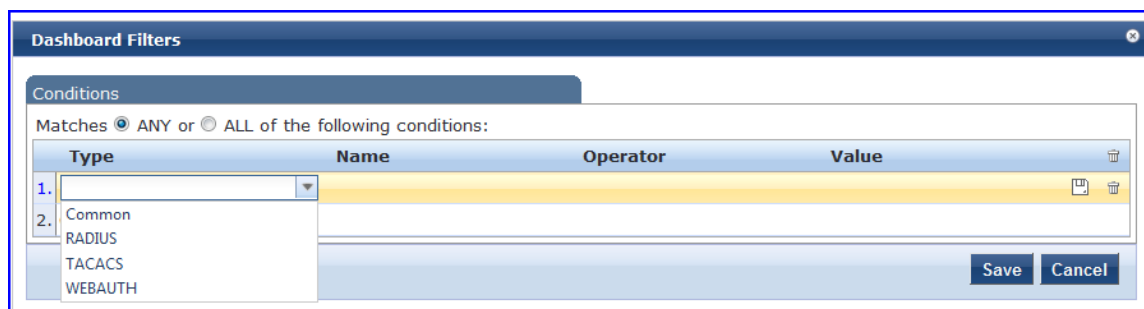 Dashboard Filters
Conditions
Matches ANY or ALL of the following conditions:
Type Name Operator Value
1.
2.
Common
RADIUS
TACACS
WEBAUTH
Save Cancel